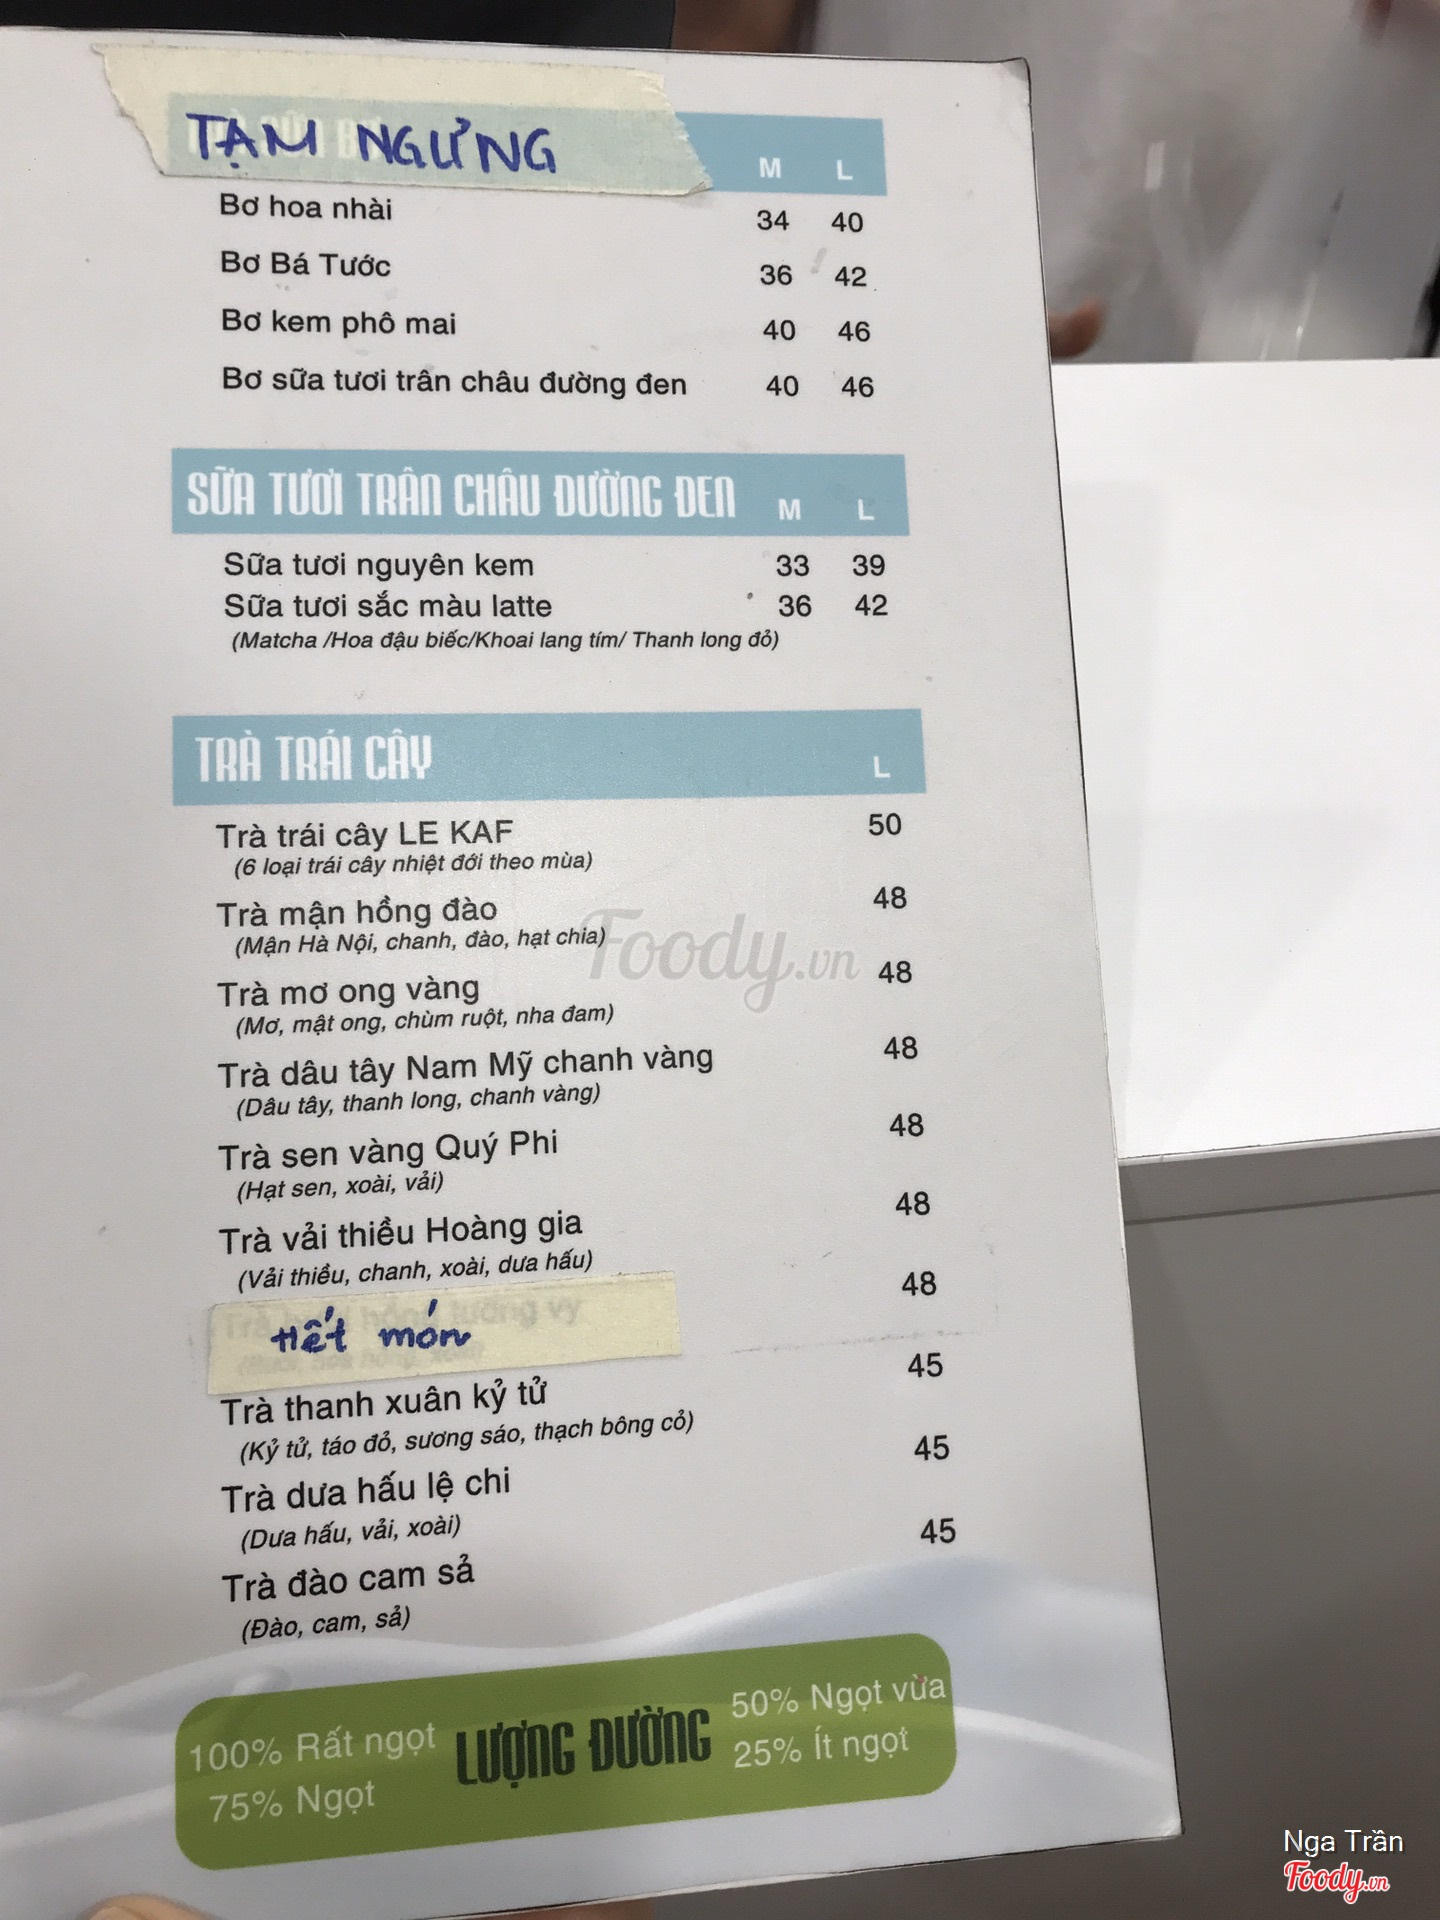 TẠM NGƯNG M L
Bơ hoa nhài 34 40
Bơ Bá Tước 36 42
Bơ kem phô mai 40 46
Bơ sữa tươi trân châu đường đen 40 46
SỮA TƯƠI TRÂN CHÂU ĐƯỜNG ĐEN M L
Sữa tươi nguyên kem 33 39
Sữa tươi sắc màu latte 36 42
(Matcha /Hoa đậu biếc/Khoai lang tím/ Thanh long đỏ)
TRÀ TRÁI CÂY L
Trà trái cây LE KAF 50
(6 loại trái cây nhiệt đới theo mùa)
Trà mận hồng đào 48
(Mận Hà Nội, chanh, đào, hạt chia)
Trà mơ ong vàng 48
(Mơ, mật ong, chùm ruột, nha đam)
Trà dâu tây Nam Mỹ chanh vàng 48
(Dâu tây, thanh long, chanh vàng)
Trà sen vàng Quý Phi 48
(Hạt sen, xoài, vải)
Trà vải thiều Hoàng gia 48
(Vải thiều, chanh, xoài, dưa hấu)
Hết món 48
Trà thanh xuân kỷ tử 45
(Kỷ tử, táo đỏ, sương sáo, thạch bông cỏ)
Trà dưa hấu lệ chi 45
(Dưa hấu, vải, xoài)
Trà đào cam sả 45
(Đào, cam, sả)
100% Rất ngọt
75% Ngọt
LƯỢNG ĐƯỜNG
50% Ngọt vừa
25% Ít ngọt
Foody.vn
Nga Trần
Foody.vn